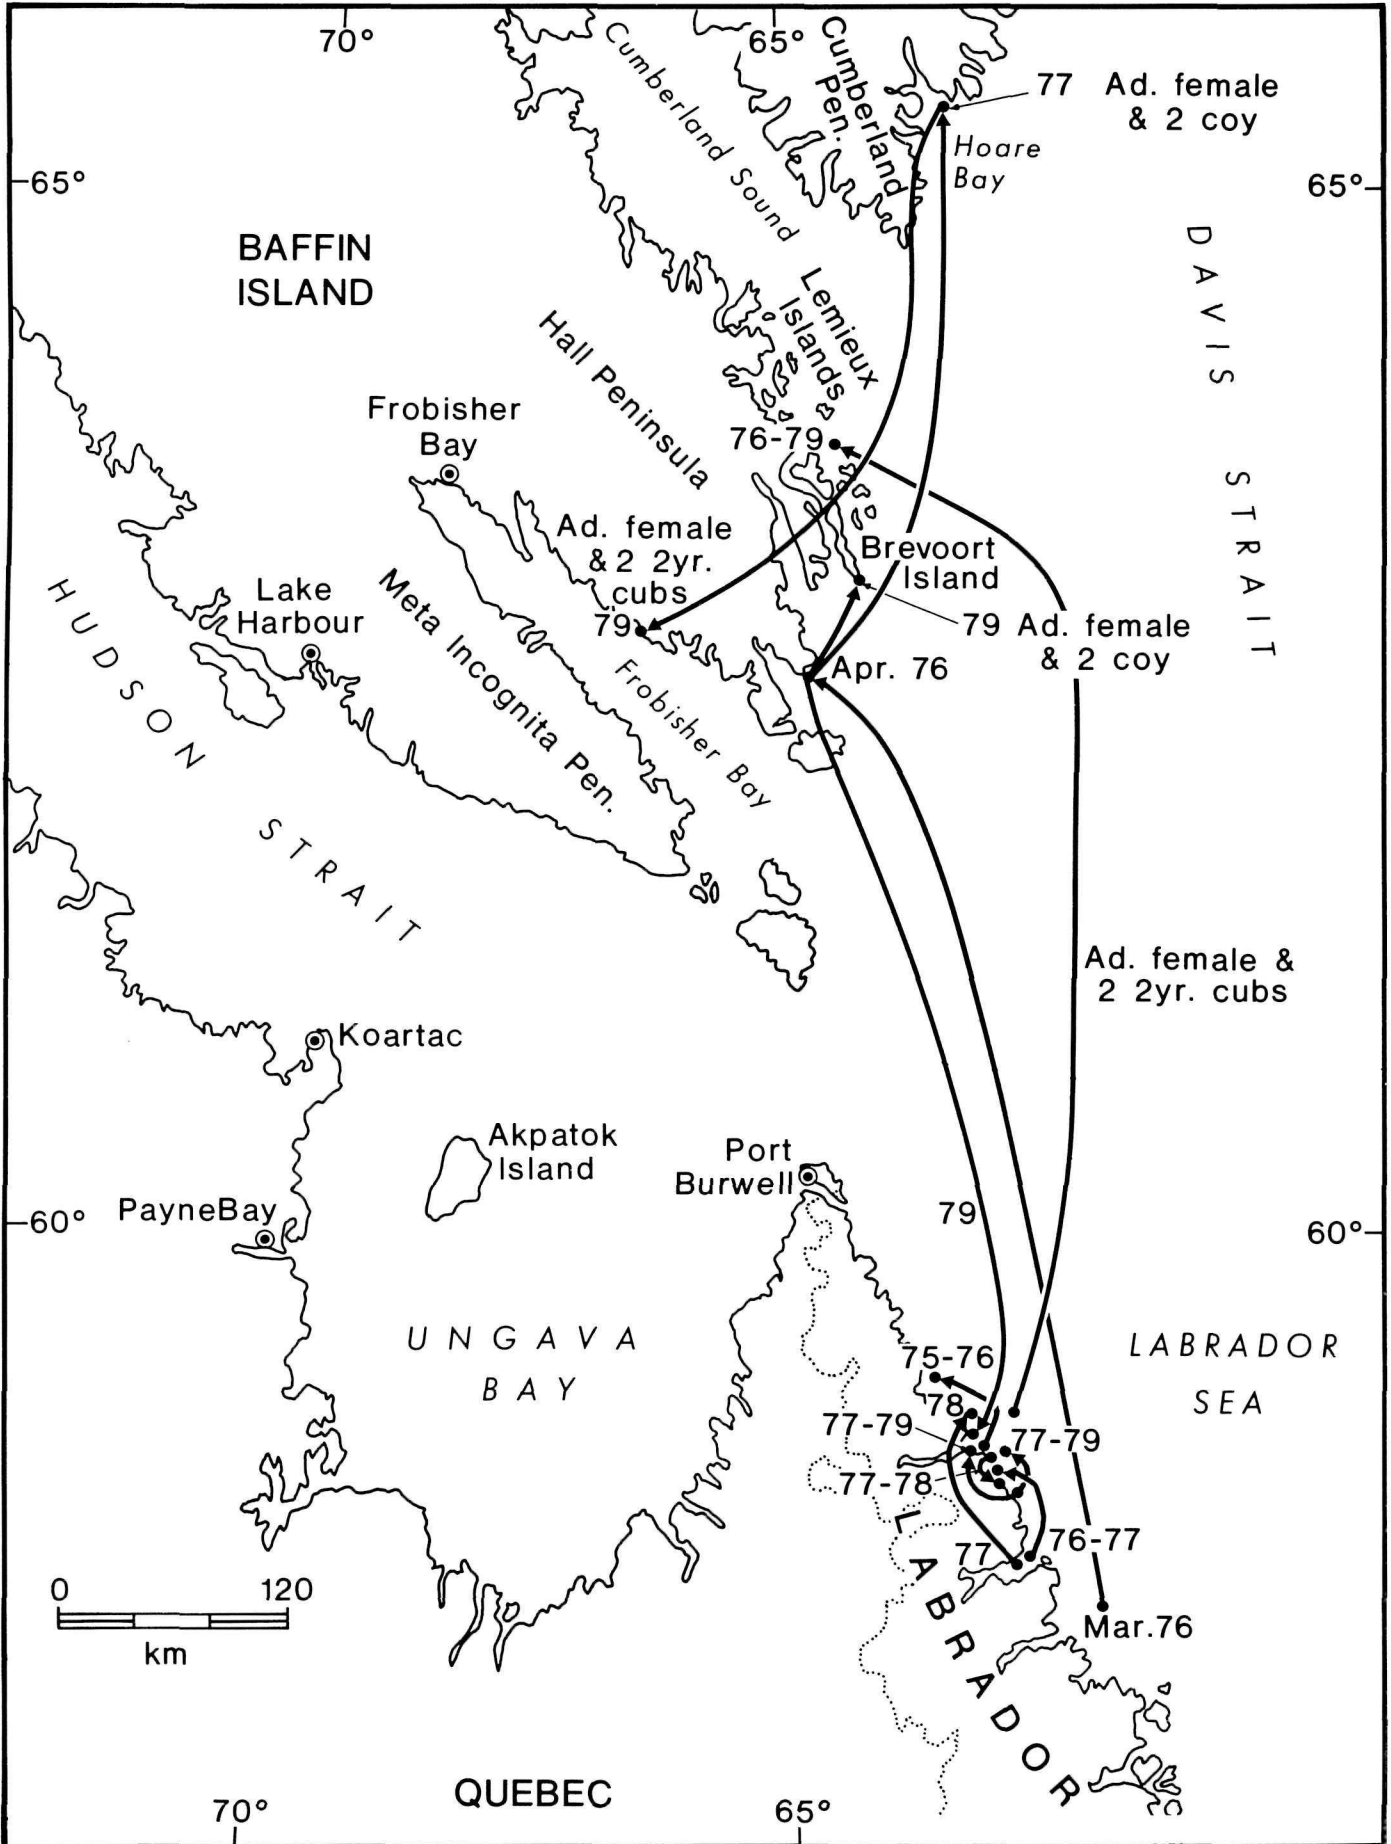 70°
65°
Cumberland Sound
Cumberland
Pen.
77 Ad. female
& 2 coy
Hoare
Bay
65°
65°
BAFFIN
ISLAND
DAVIS STRAIT
Lemieux
Islands
Hall Peninsula
Frobisher
Bay
76-79
Ad. female
& 2 2yr.
cubs
79
Brevoort
Island
79 Ad. female
& 2 coy
Apr. 76
Lake
Harbour
HUDSON STRAIT
Meta Incognita Pen.
Frobisher Bay
Ad. female &
2 2yr. cubs
Koartac
Akpatok
Island
Port
Burwell
PayneBay
79
60°
60°
UNGAVA
BAY
LABRADOR
SEA
75-76
78
77-79
77-79
77-78
76-77
77
Mar.76
LABRADOR
0 120
km
QUEBEC
70°
65°